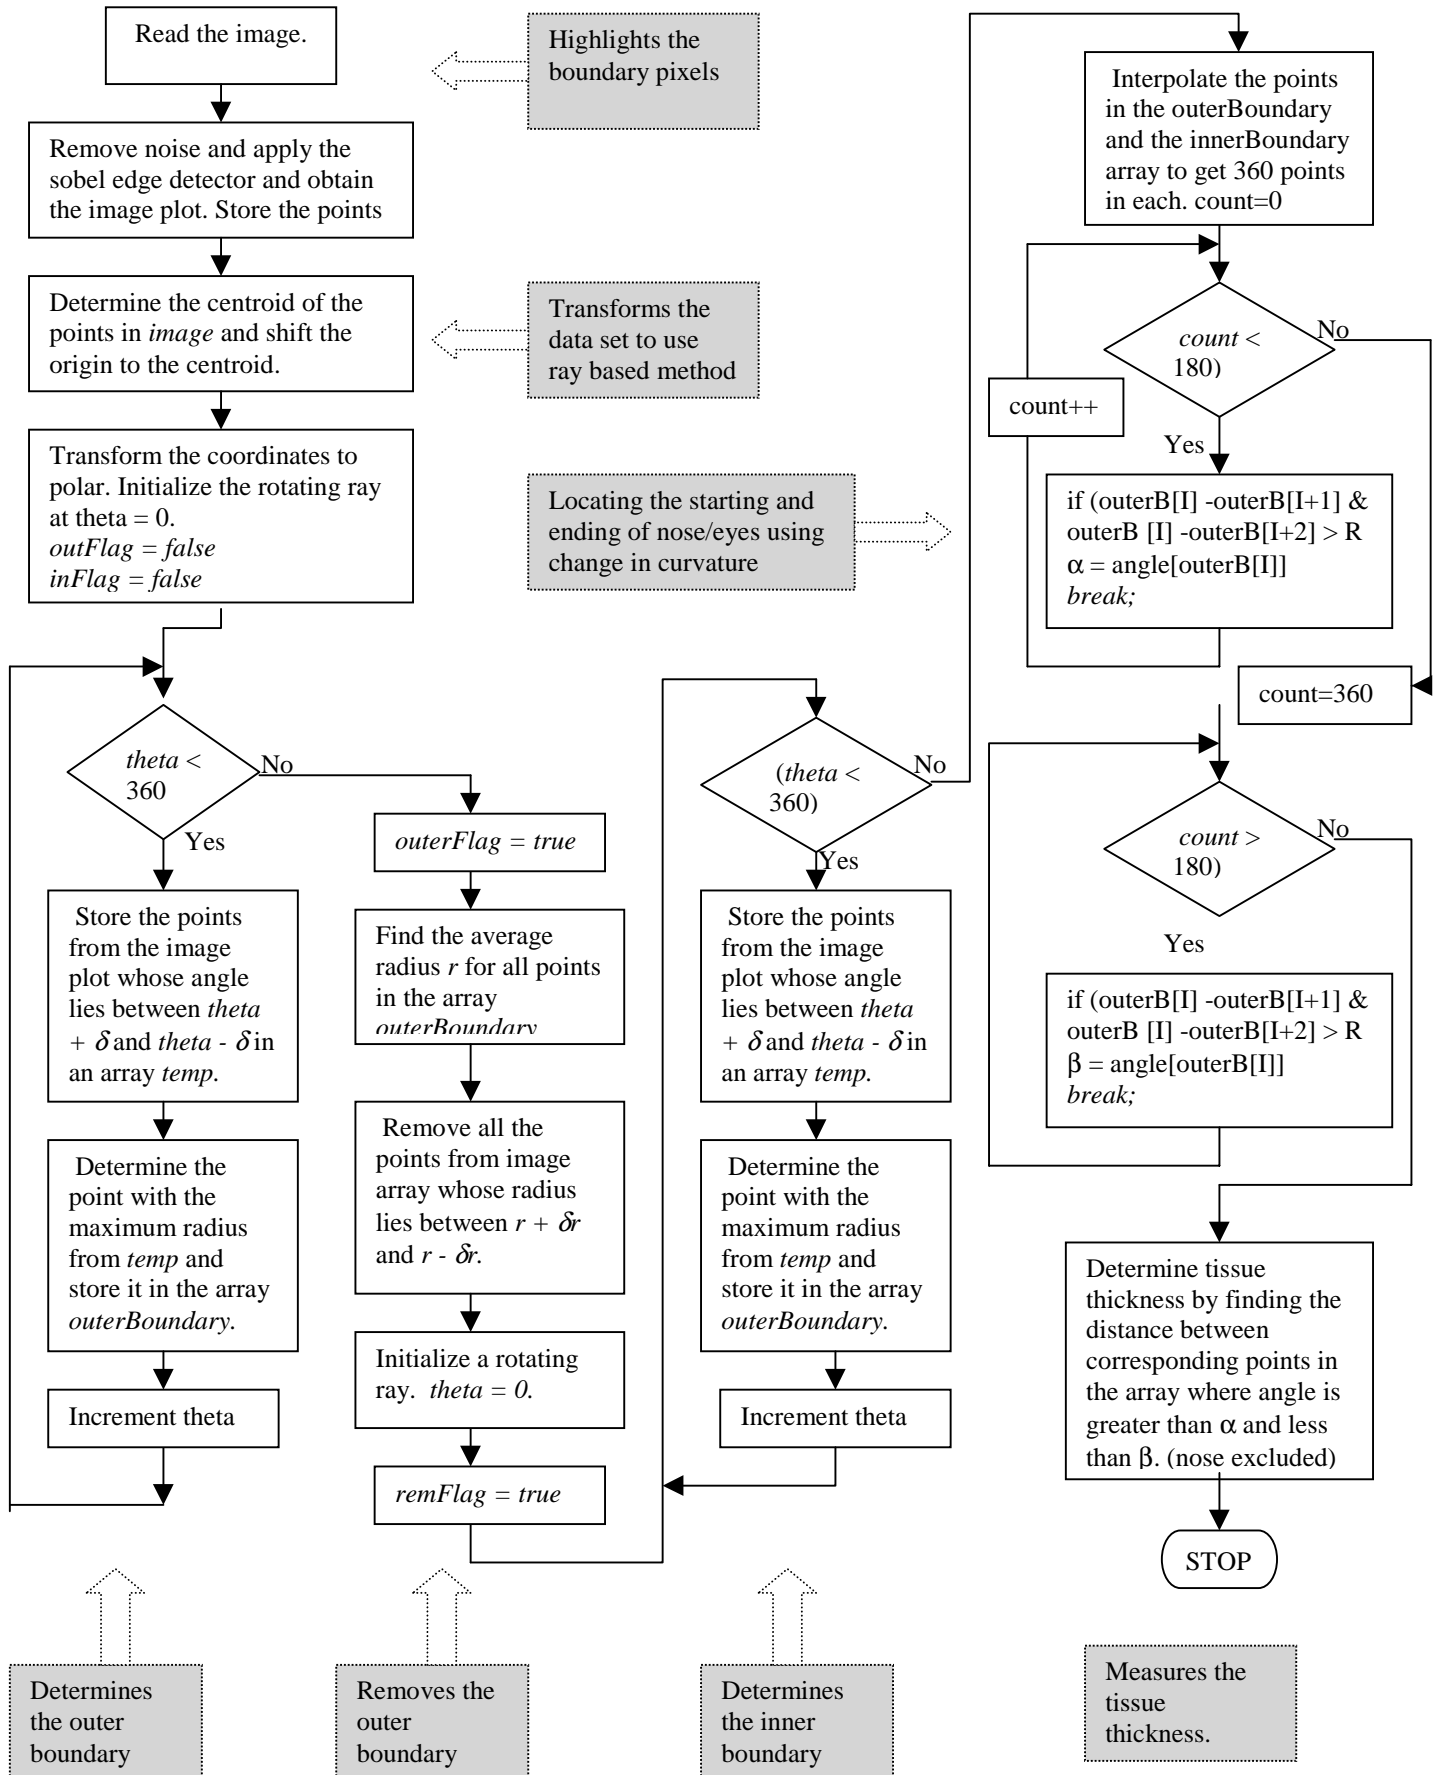 Read the image.
Highlights the
boundary pixels
Remove noise and apply the
sobel edge detector and obtain
the image plot. Store the points
Determine the centroid of the
points in image and shift the
origin to the centroid.
Transforms the
data set to use
ray based method
Transform the coordinates to
polar. Initialize the rotating ray
at theta = 0.
outFlag = false
inFlag = false
Locating the starting and
ending of nose/eyes using
change in curvature
theta <
360
No
Yes
Store the points
from the image
plot whose angle
lies between theta
+ δ and theta - δ in
an array temp.
Determine the
point with the
maximum radius
from temp and
store it in the array
outerBoundary.
Increment theta
outerFlag = true
Find the average
radius r for all points
in the array
outerBoundary
Remove all the
points from image
array whose radius
lies between r + δr
and r - δr.
Initialize a rotating
ray. theta = 0.
remFlag = true
(theta <
360)
No
Yes
Store the points
from the image
plot whose angle
lies between theta
+ δ and theta - δ in
an array temp.
Determine the
point with the
maximum radius
from temp and
store it in the array
outerBoundary.
Increment theta
Interpolate the points
in the outerBoundary
and the innerBoundary
array to get 360 points
in each. count=0
count <
180)
No
count++
Yes
if (outerB[I] -outerB[I+1] &
outerB [I] -outerB[I+2] > R
α = angle[outerB[I]]
break;
count=360
count >
180)
No
Yes
if (outerB[I] -outerB[I+1] &
outerB [I] -outerB[I+2] > R
β = angle[outerB[I]]
break;
Determine tissue
thickness by finding the
distance between
corresponding points in
the array where angle is
greater than α and less
than β. (nose excluded)
STOP
Determines
the outer
boundary
Removes the
outer
boundary
Determines
the inner
boundary
Measures the
tissue
thickness.